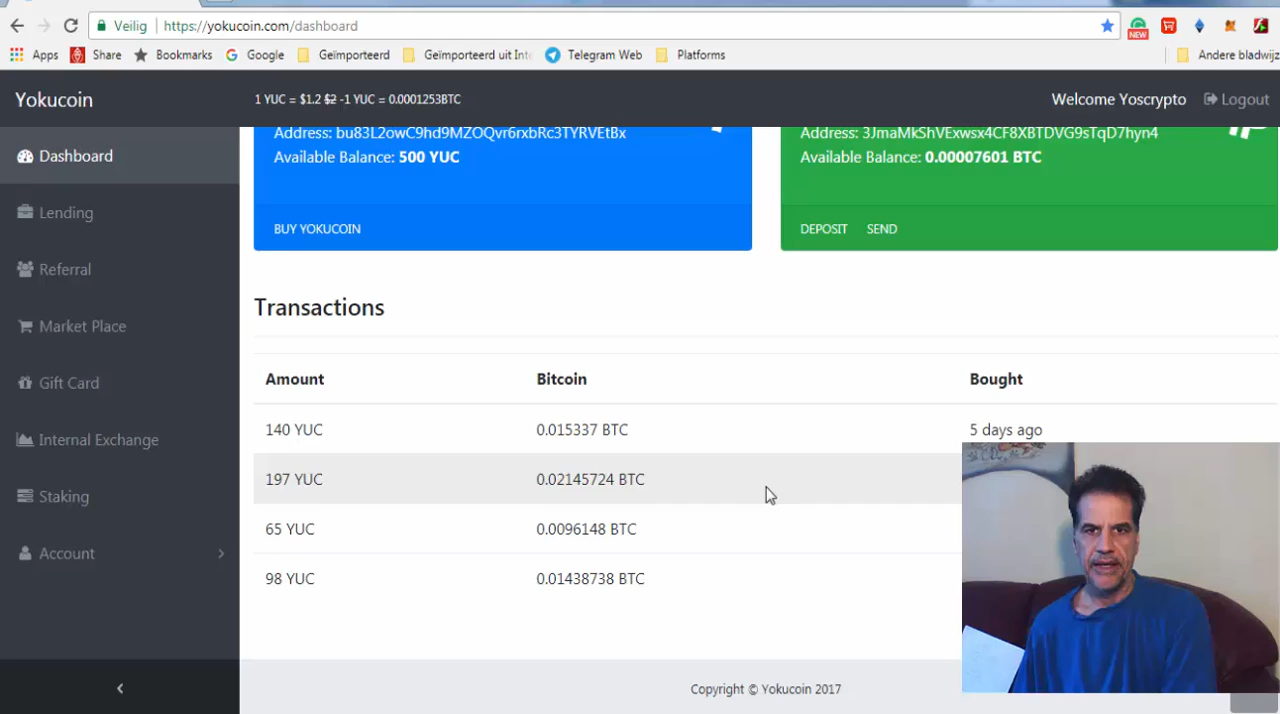 Veilig https://yokucoin.com/dashboard
NEW
Apps Share Bookmarks Google Geïmporteerd Geïmporteerd uit Telegram Web Platforms Andere bladwijz
Yokucoin 1 YUC = $1.2 $2 -1 YUC = 0.0001253BTC Welcome Yoscrypto Logout
Address: bu83L2owC9hd9MZOQvr6rxbRc3TYRVEtBx Address: 3JmaMkShVExwsx4CF8XBTDVG9sTqD7hyn4
Dashboard Available Balance: 500 YUC Available Balance: 0.00007601 BTC
Lending
BUY YOKUCOIN DEPOSIT SEND
Referral
Transactions
Market Place
Gift Card Amount Bitcoin Bought
Internal Exchange 140 YUC 0.015337 BTC 5 days ago
197 YUC 0.02145724 BTC
Staking
65 YUC 0.0096148 BTC
Account
98 YUC 0.01438738 BTC
Copyright © Yokucoin 2017